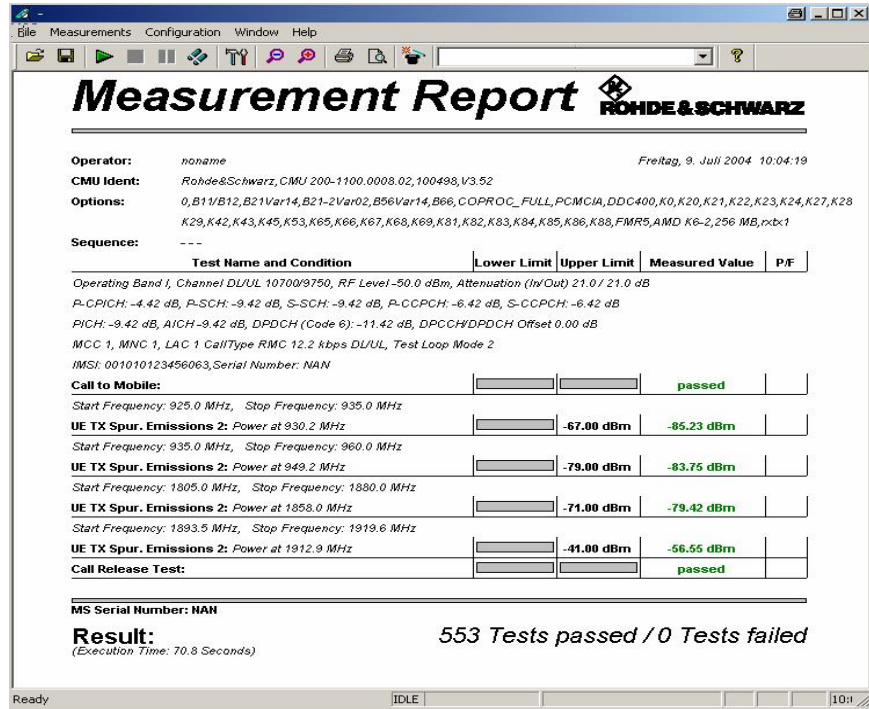 -
File Measurements Configuration Window Help
Measurement Report
ROHDE & SCHWARZ
Operator: noname Freitag, 9. Juli 2004 10:04:19
CMU Ident: Rohde&Schwarz,CMU 200-1100.0008.02,100498,V3.52
Options: 0,B11/B12,B21Var14,B21-2Var02,B56Var14,B66,COPROC_FULL,PCMCIA,DDC400,K0,K20,K21,K22,K23,K24,K27,K28
K29,K42,K43,K45,K53,K65,K66,K67,K68,K69,K81,K82,K83,K84,K85,K86,K88,FMR5,AMD K6-2,256 MB,rxtx1
Sequence: ---
Test Name and Condition Lower Limit Upper Limit Measured Value P/F
Operating Band I, Channel DL/UL 10700/9750, RF Level -50.0 dBm, Attenuation (In/Out) 21.0 / 21.0 dB
P-CPICH: -4.42 dB, P-SCH: -9.42 dB, S-SCH: -9.42 dB, P-CCPCH: -6.42 dB, S-CCPCH: -6.42 dB
PICH: -9.42 dB, AICH -9.42 dB, DPDCH (Code 6): -11.42 dB, DPCCH/DPDCH Offset 0.00 dB
MCC 1, MNC 1, LAC 1 CallType RMC 12.2 kbps DL/UL, Test Loop Mode 2
IMSI: 001010123456063,Serial Number: NAN
Call to Mobile: passed
Start Frequency: 925.0 MHz, Stop Frequency: 935.0 MHz
UE TX Spur. Emissions 2: Power at 930.2 MHz -67.00 dBm -85.23 dBm
Start Frequency: 935.0 MHz, Stop Frequency: 960.0 MHz
UE TX Spur. Emissions 2: Power at 949.2 MHz -79.00 dBm -83.75 dBm
Start Frequency: 1805.0 MHz, Stop Frequency: 1880.0 MHz
UE TX Spur. Emissions 2: Power at 1858.0 MHz -71.00 dBm -79.42 dBm
Start Frequency: 1893.5 MHz, Stop Frequency: 1919.6 MHz
UE TX Spur. Emissions 2: Power at 1912.9 MHz -41.00 dBm -56.55 dBm
Call Release Test: passed
MS Serial Number: NAN
Result: 553 Tests passed / 0 Tests failed
(Execution Time: 70.8 Seconds)
Ready IDLE